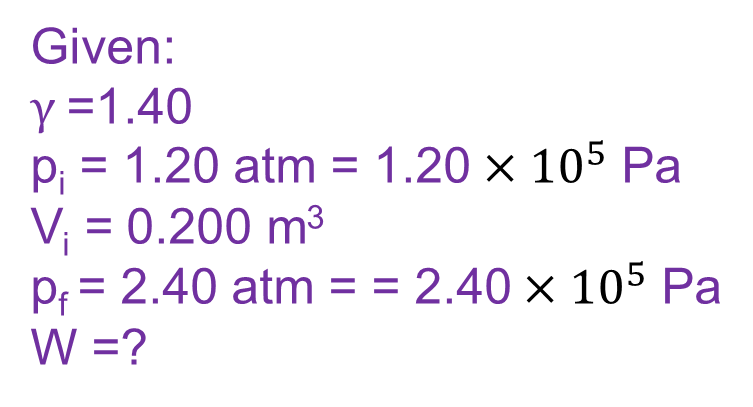 Given:
γ =1.40
pᵢ = 1.20 atm = 1.20 × 10⁵ Pa
Vᵢ = 0.200 m³
p_f = 2.40 atm = = 2.40 × 10⁵ Pa
W =?